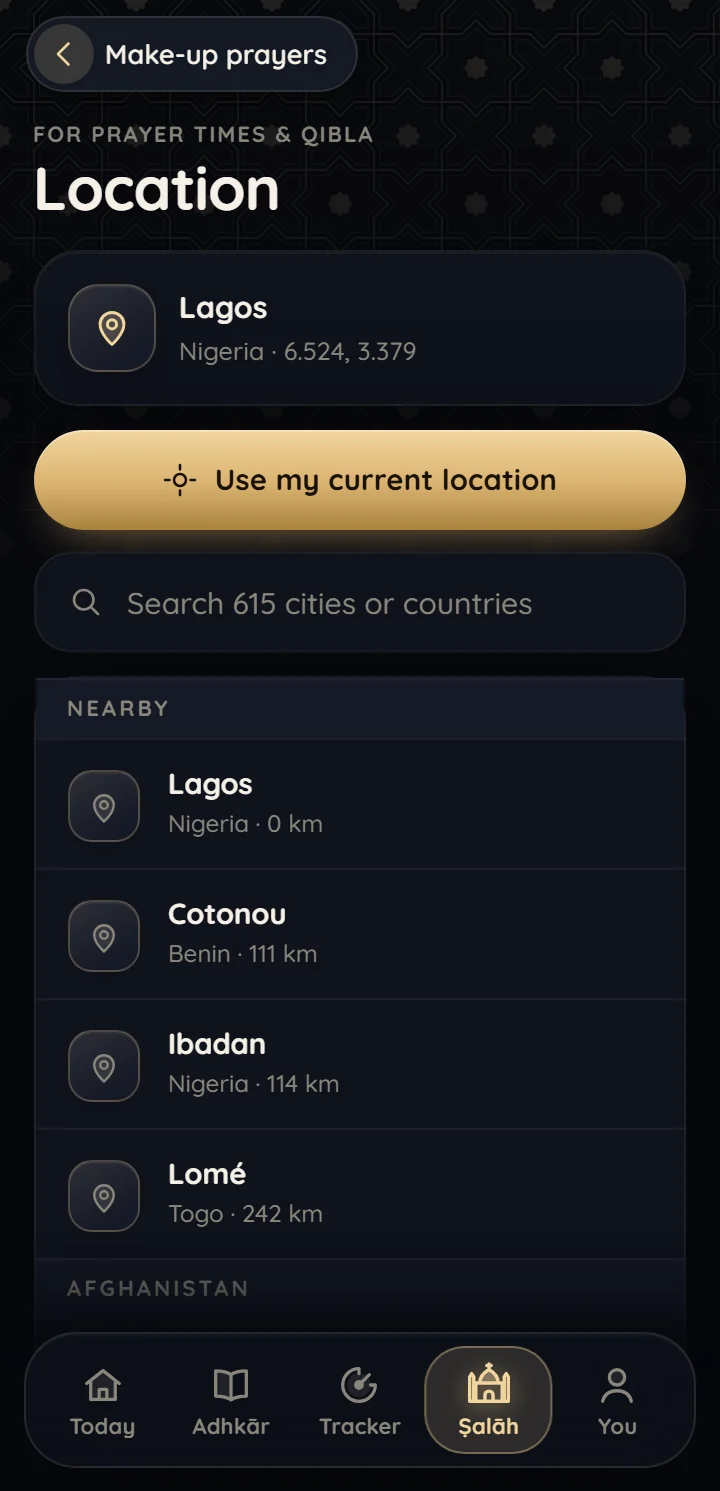 Make-up prayers
FOR PRAYER TIMES & QIBLA
Location
Lagos
Nigeria · 6.524, 3.379
Use my current location
Search 615 cities or countries
NEARBY
Lagos
Nigeria · 0 km
Cotonou
Benin · 111 km
Ibadan
Nigeria · 114 km
Lomé
Togo · 242 km
AFGHANISTAN
Today
Adhkār
Tracker
Ṣalāh
You